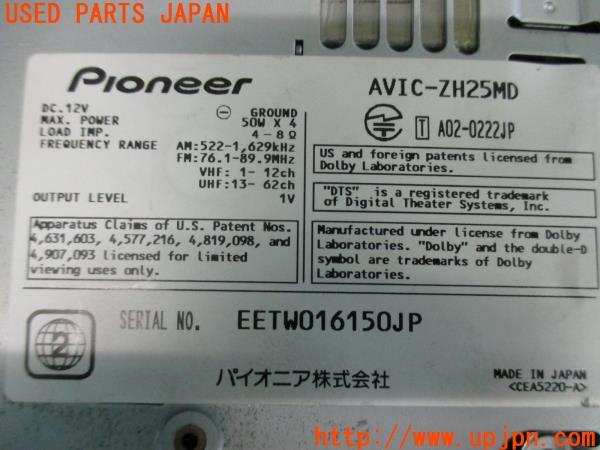 USED PARTS JAPAN
Pioneer
AVIC-ZH25MD
DC.12V
GROUND
MAX. POWER 50W X 4
LOAD IMP. 4-8Ω
FREQUENCY RANGE AM:522-1,629kHz
FM:76.1-89.9MHz
VHF: 1- 12ch
UHF:13- 62ch
OUTPUT LEVEL 1V
T A02-0222JP
US and foreign patents licensed from
Dolby Laboratories.
"DTS" is a registered trademark
of Digital Theater Systems, Inc.
Apparatus Claims of U.S. Patent Nos.
4,631,603, 4,577,216, 4,819,098, and
4,907,093 licensed for limited
viewing uses only.
Manufactured under license from Dolby
Laboratories. "Dolby" and the double-D
symbol are trademarks of Dolby
Laboratories.
2
SERIAL NO. EETW016150JP
パイオニア株式会社
MADE IN JAPAN
<CEA5220-A>
http://www.upjpn.com